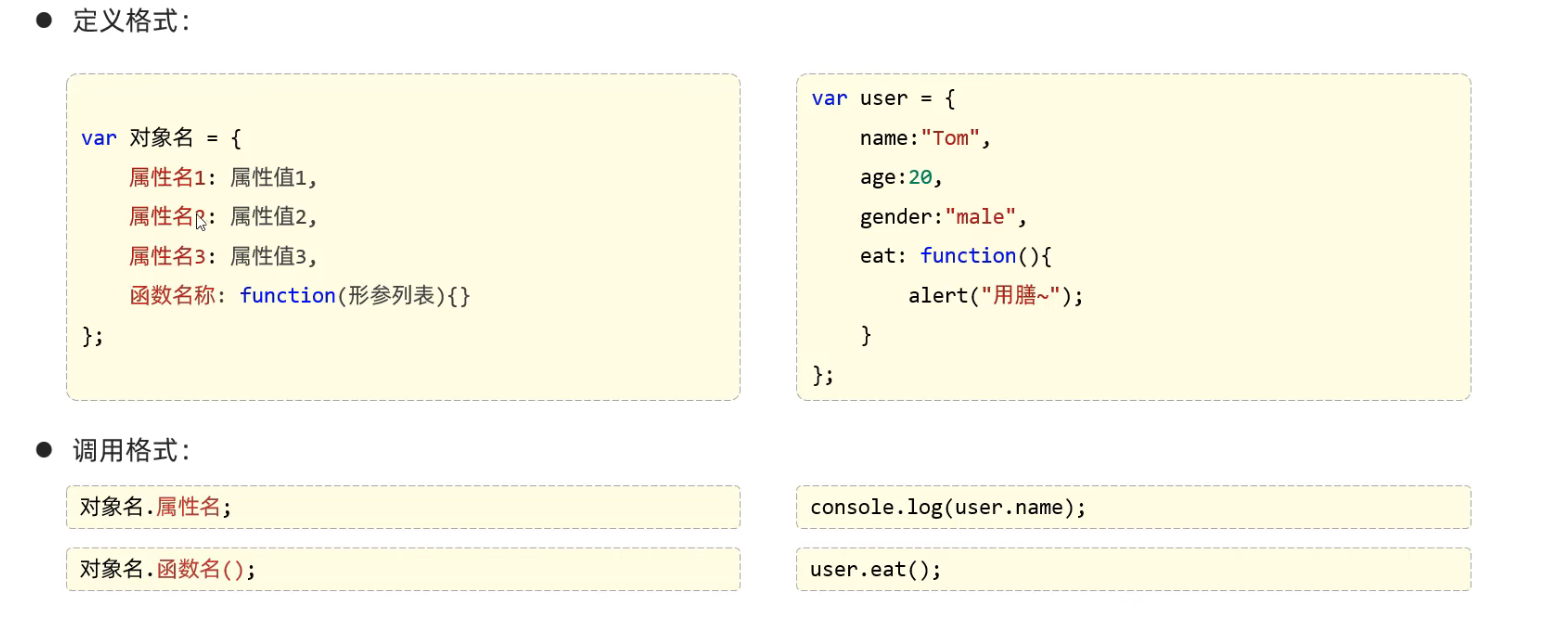 ● 定义格式：
var 对象名 = {
    属性名1: 属性值1,
    属性名2: 属性值2,
    属性名3: 属性值3,
    函数名称: function(形参列表){}
};
var user = {
    name:"Tom",
    age:20,
    gender:"male",
    eat: function(){
        alert("用膳~");
    }
};
● 调用格式：
对象名.属性名;
console.log(user.name);
对象名.函数名();
user.eat();